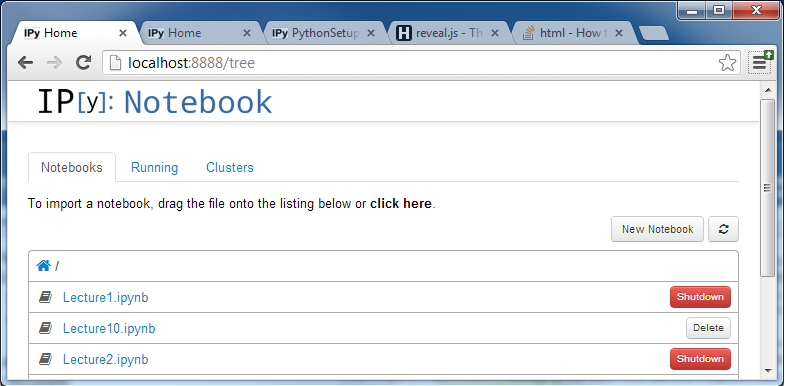 IPy Home
IPy Home
IPy PythonSetup
H reveal.js - Th
html - How t
localhost:8888/tree
IP[y]: Notebook
Notebooks Running Clusters
To import a notebook, drag the file onto the listing below or click here.
New Notebook
/
Lecture1.ipynb Shutdown
Lecture10.ipynb Delete
Lecture2.ipynb Shutdown